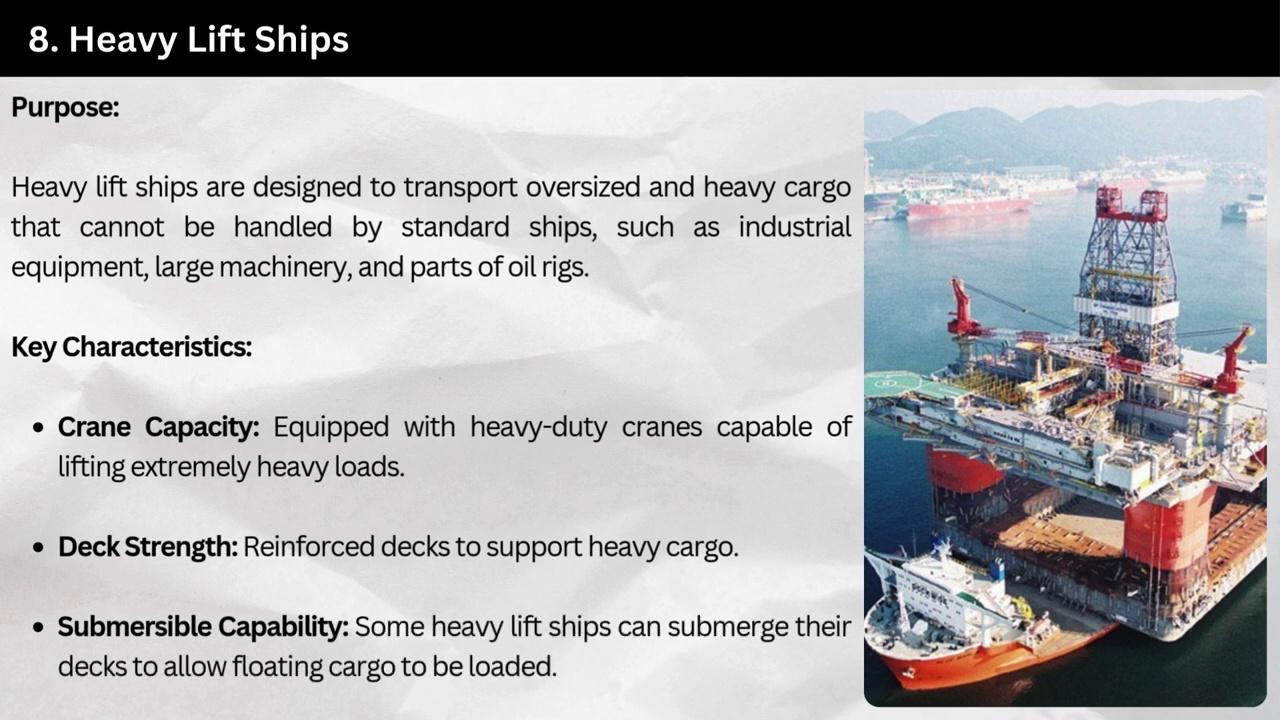 8. Heavy Lift Ships
Purpose:
Heavy lift ships are designed to transport oversized and heavy cargo
that cannot be handled by standard ships, such as industrial
equipment, large machinery, and parts of oil rigs.
Key Characteristics:
• Crane Capacity: Equipped with heavy-duty cranes capable of
lifting extremely heavy loads.
• Deck Strength: Reinforced decks to support heavy cargo.
• Submersible Capability: Some heavy lift ships can submerge their
decks to allow floating cargo to be loaded.